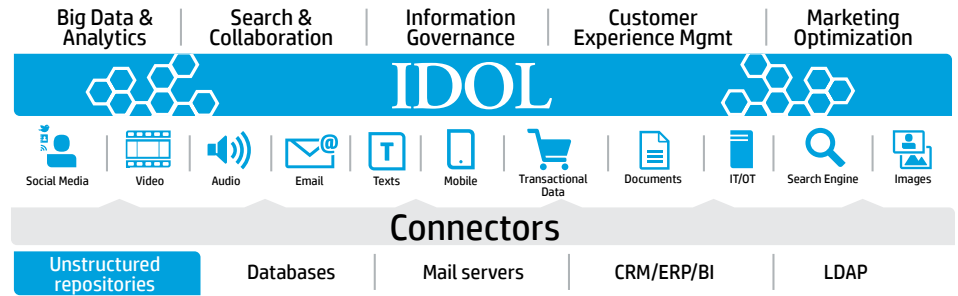 Big Data &
Analytics
Search &
Collaboration
Information
Governance
Customer
Experience Mgmt
Marketing
Optimization
IDOL
@
T
Social Media
Video
Audio
Email
Texts
Mobile
Transactional
Data
Documents
IT/OT
Search Engine
Images
Connectors
Unstructured
repositories
Databases
Mail servers
CRM/ERP/BI
LDAP